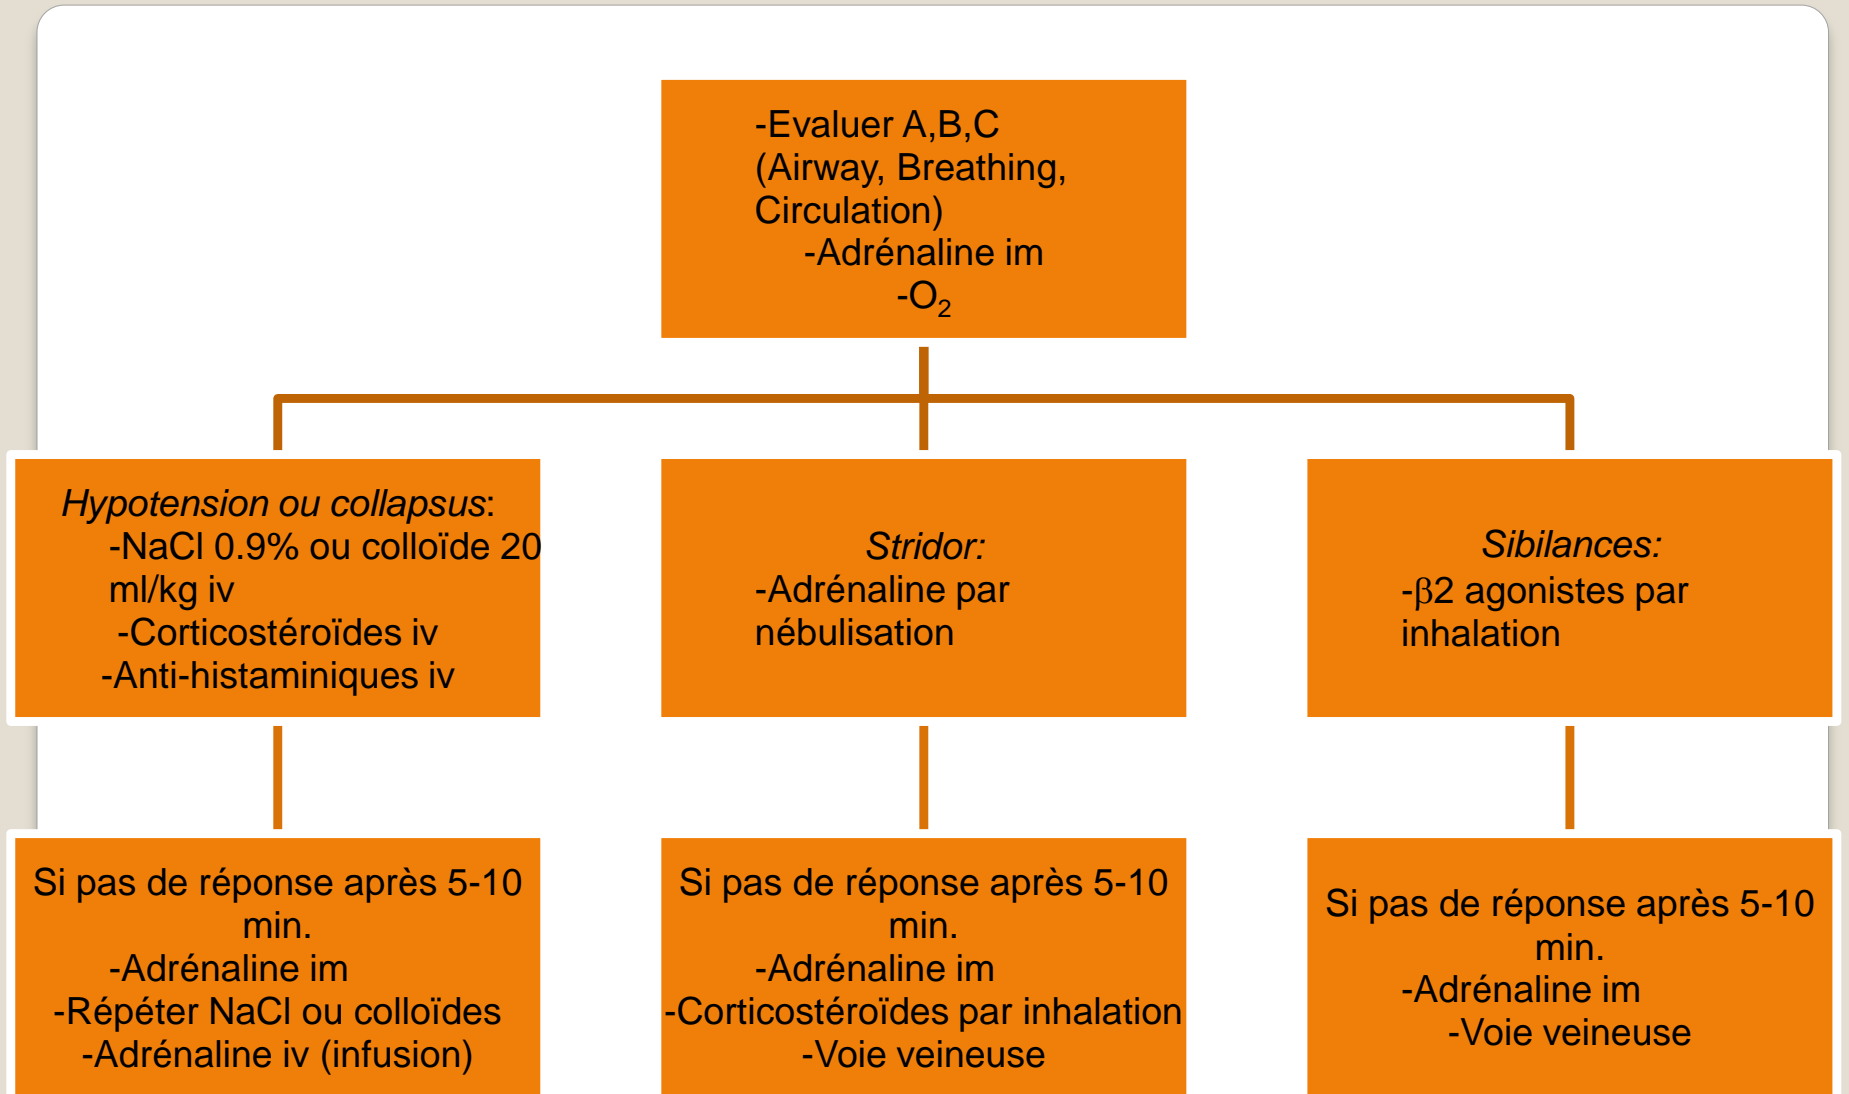 -Evaluer A,B,C
(Airway, Breathing,
Circulation)
-Adrénaline im
-O₂
Hypotension ou collapsus:
-NaCl 0.9% ou colloïde 20
ml/kg iv
-Corticostéroïdes iv
-Anti-histaminiques iv
Stridor:
-Adrénaline par
nébulisation
Sibilances:
-β2 agonistes par
inhalation
Si pas de réponse après 5-10
min.
-Adrénaline im
-Répéter NaCl ou colloïdes
-Adrénaline iv (infusion)
Si pas de réponse après 5-10
min.
-Adrénaline im
-Corticostéroïdes par inhalation
-Voie veineuse
Si pas de réponse après 5-10
min.
-Adrénaline im
-Voie veineuse